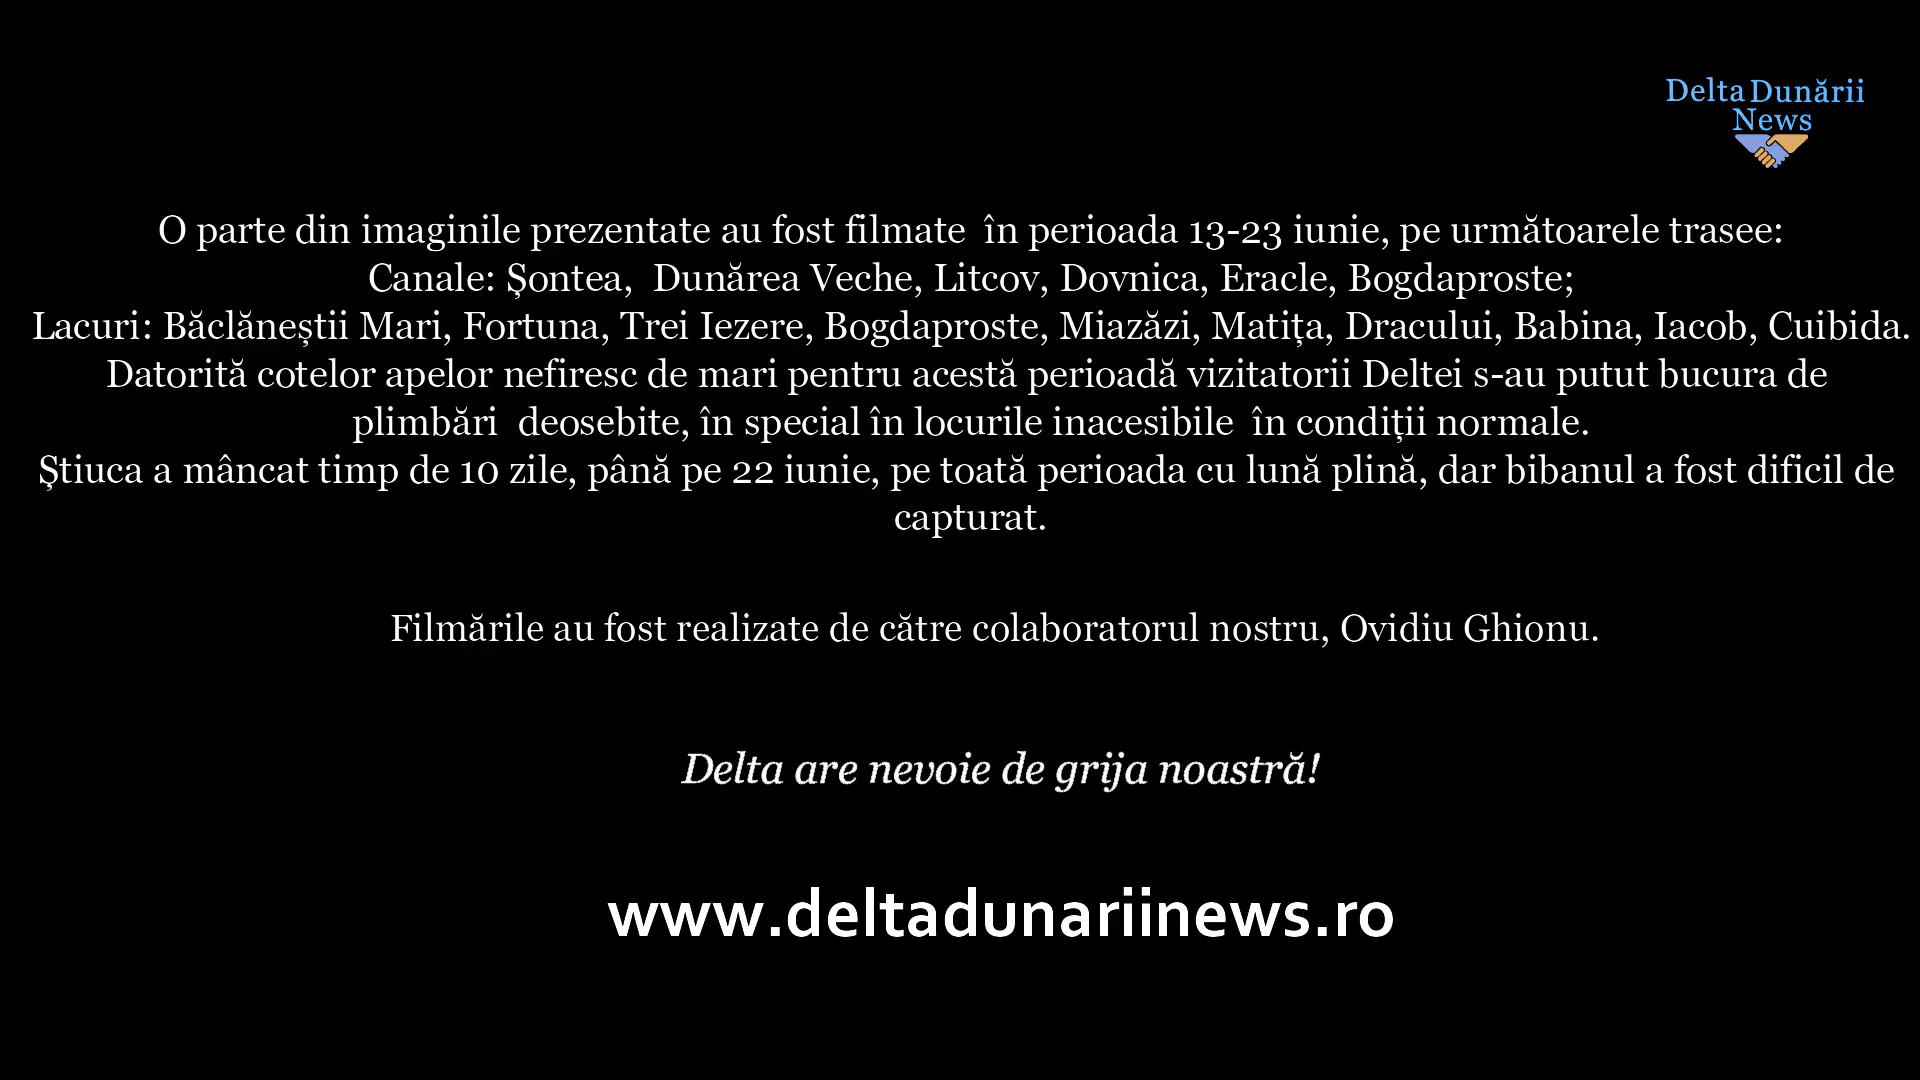 Delta Dunării
News
O parte din imaginile prezentate au fost filmate în perioada 13-23 iunie, pe următoarele trasee:
Canale: Şontea, Dunărea Veche, Litcov, Dovnica, Eracle, Bogdaproste;
Lacuri: Băclăneștii Mari, Fortuna, Trei Iezere, Bogdaproste, Miazăzi, Matița, Dracului, Babina, Iacob, Cuibida.
Datorită cotelor apelor nefiresc de mari pentru acestă perioadă vizitatorii Deltei s-au putut bucura de
plimbări deosebite, în special în locurile inacesibile în condiții normale.
Ştiuca a mâncat timp de 10 zile, până pe 22 iunie, pe toată perioada cu lună plină, dar bibanul a fost dificil de
capturat.
Filmările au fost realizate de către colaboratorul nostru, Ovidiu Ghionu.
Delta are nevoie de grija noastră!
www.deltadunariinews.ro